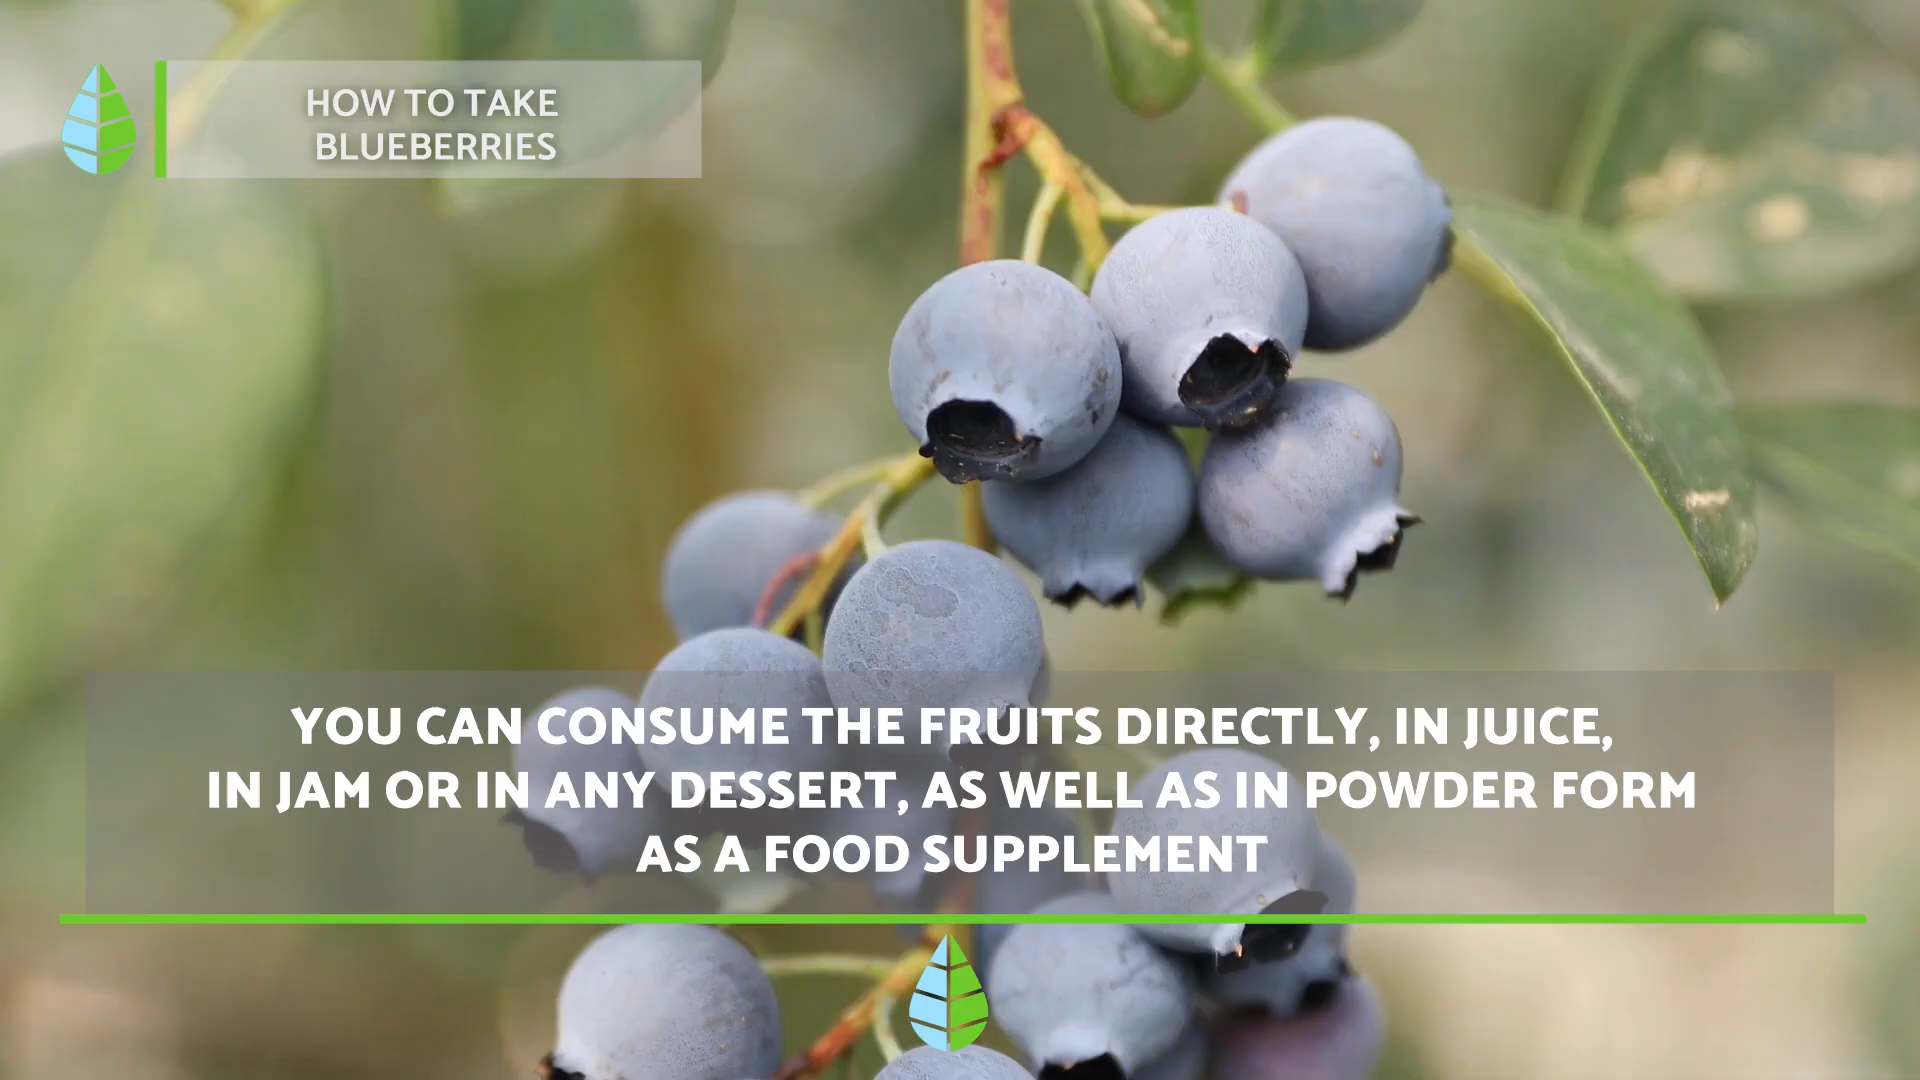 HOW TO TAKE
BLUEBERRIES
YOU CAN CONSUME THE FRUITS DIRECTLY, IN JUICE,
IN JAM OR IN ANY DESSERT, AS WELL AS IN POWDER FORM
AS A FOOD SUPPLEMENT